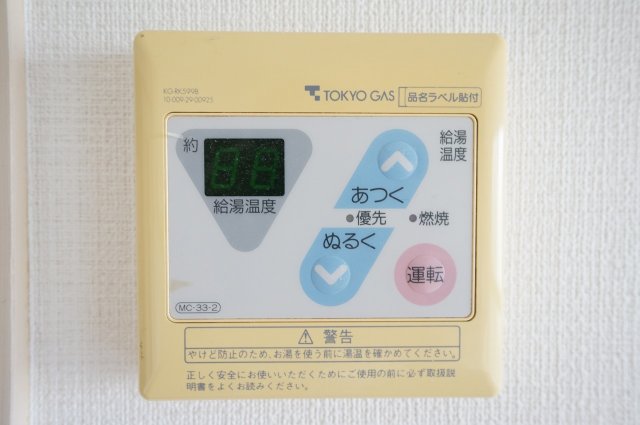 KG-RK599B
10-009-29-00925
TOKYO GAS
品名ラベル貼付
約
給湯温度
給湯
温度
あつく
優先
燃焼
ぬるく
運転
MC-33-2
警告
やけど防止のため、お湯を使う前に湯温を確かめてください。
正しく安全にお使いいただくためにご使用の前に必ず取扱説
明書をよくお読みください。